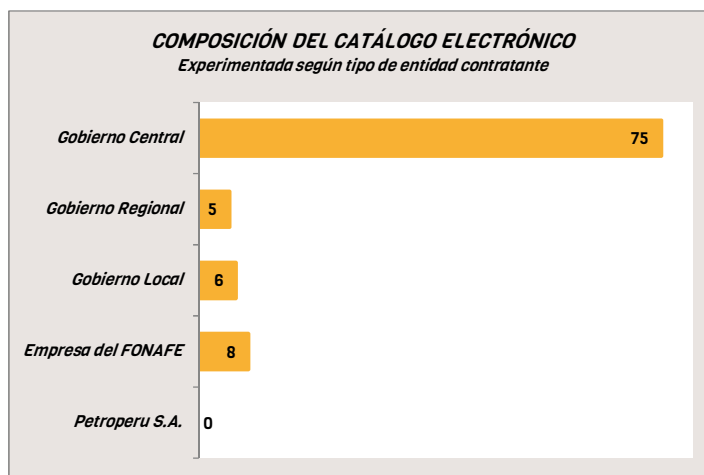 COMPOSICIÓN DEL CATÁLOGO ELECTRÓNICO
Experimentada según tipo de entidad contratante
Gobierno Central 75
Gobierno Regional 5
Gobierno Local 6
Empresa del FONAFE 8
Petroperu S.A. 0